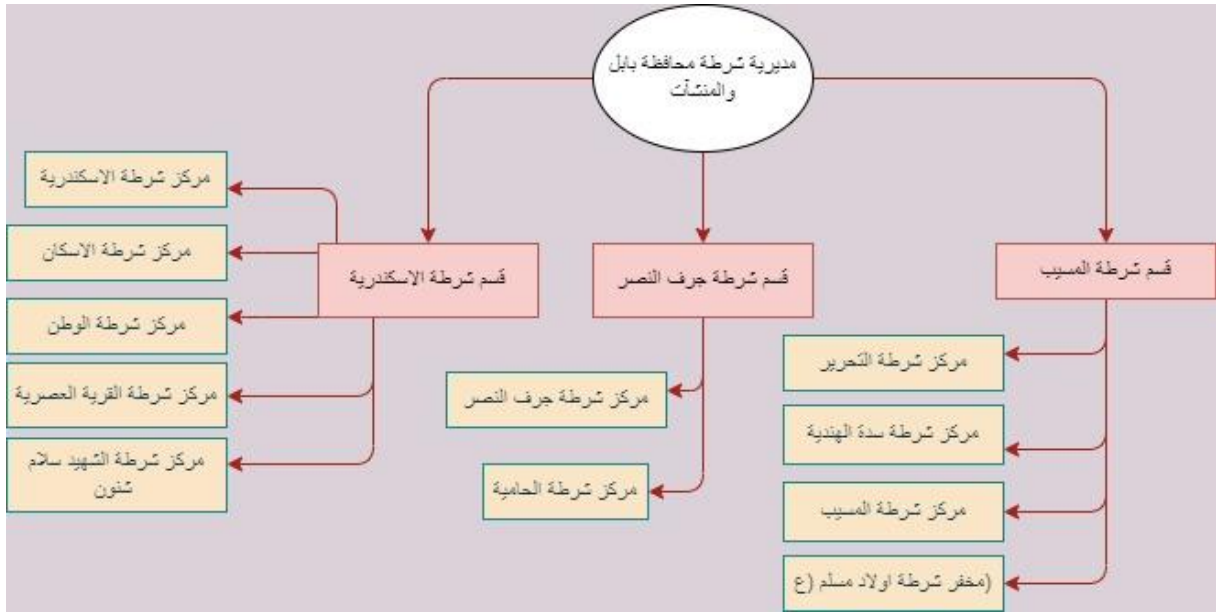 مديرية شرطة محافظة بابل
والمنشآت
قسم شرطة المسيب
مركز شرطة التحرير
مركز شرطة سدة الهندية
مركز شرطة المسيب
(مخفر شرطة اولاد مسلم (ع
قسم شرطة جرف النصر
مركز شرطة جرف النصر
مركز شرطة الحامية
قسم شرطة الاسكندرية
مركز شرطة الاسكندرية
مركز شرطة الاسكان
مركز شرطة الوطن
مركز شرطة القرية العصرية
مركز شرطة الشهيد سلام
شنون